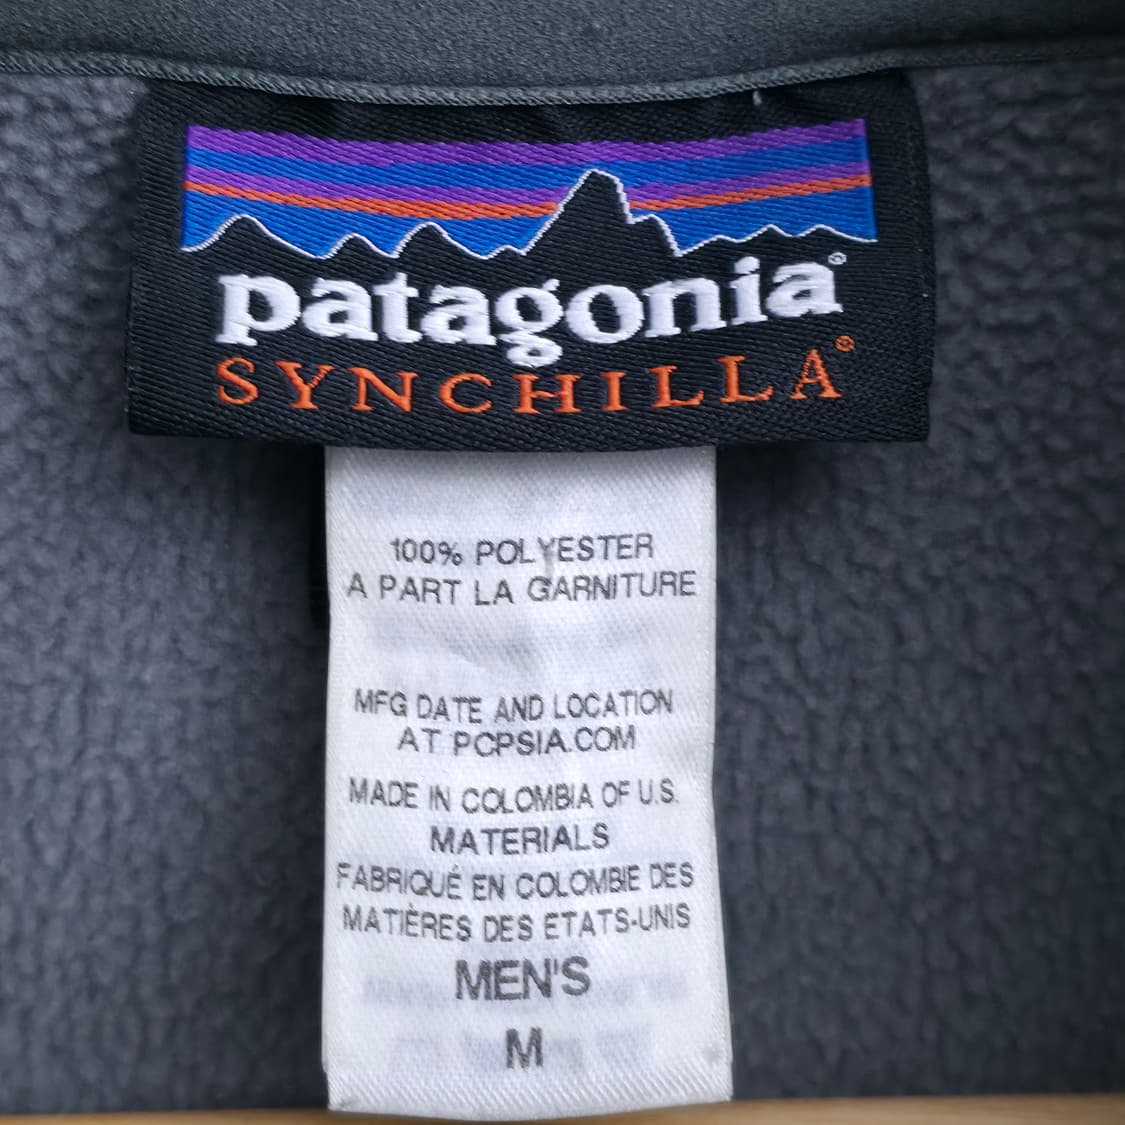 patagonia®
SYNCHILLA®
100% POLYESTER
A PART LA GARNITURE
MFG DATE AND LOCATION
AT PCPSIA.COM
MADE IN COLOMBIA OF U.S.
MATERIALS
FABRIQUÉ EN COLOMBIE DES
MATIÈRES DES ETATS-UNIS
MEN'S
M